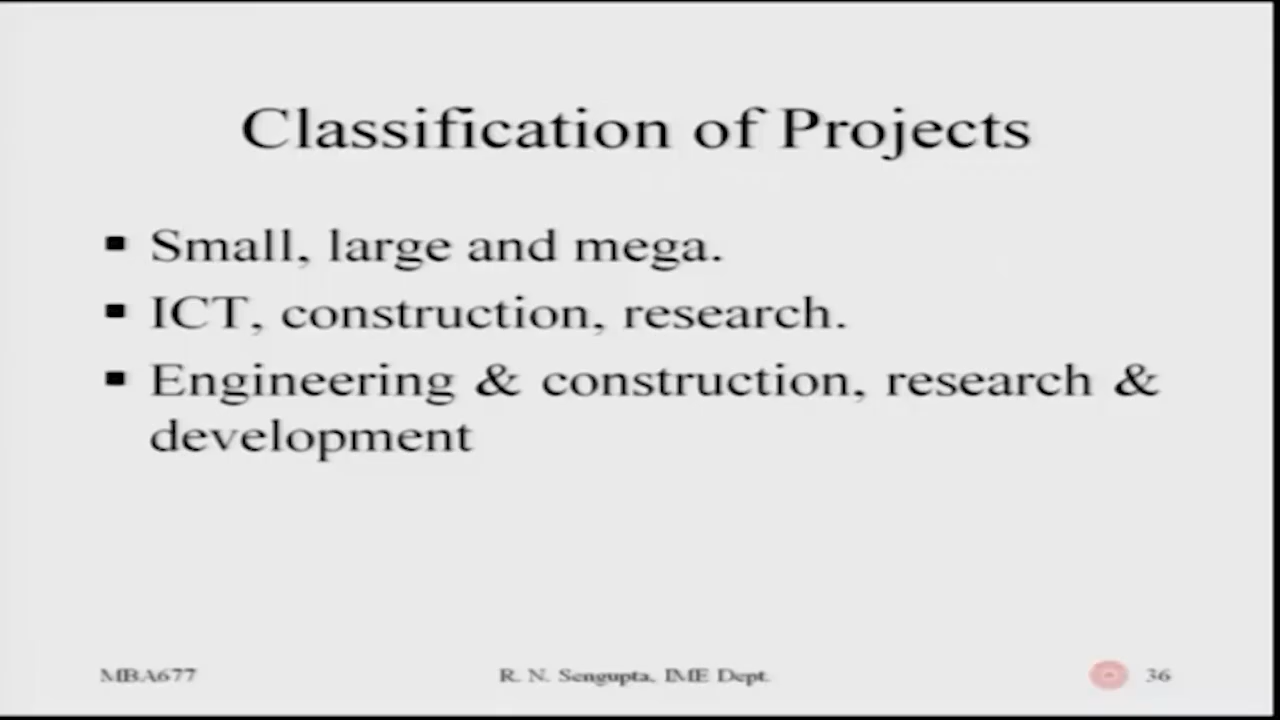 Classification of Projects
Small, large and mega.
ICT, construction, research.
Engineering & construction, research &
development
MBA677
R. N. Sengupta, IME Dept.
36